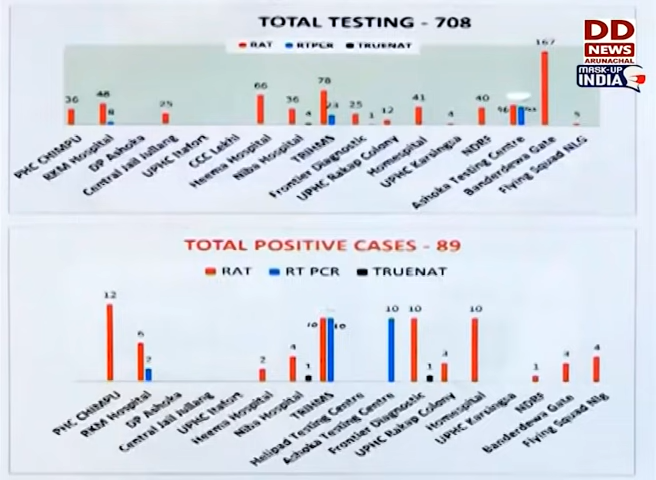 TOTAL TESTING - 708
DD
NEWS
ARUNACHAL
MASK-UP
INDIA
RAT RTPCR TRUENAT
36 48 8 25 66 36 4 78 23 25 1 12 41 4 40 46 167 5
PHC CHIMPU
RKM Hospital
DP Ashoka
Central Jail Jullang
UPHC Itafort
CCC Lekhi
Heema Hospital
Niba Hospital
TRIHMS
Frontier Diagnostic
UPHC Rakap Colony
Homespital
UPHC Karsingsa
NDRF
Ashoka Testing Centre
Banderdewa Gate
Flying Squad NLG
TOTAL POSITIVE CASES - 89
RAT RT PCR TRUENAT
12 6 2 2 4 1 10 10 10 10 1 3 10 1 3 4
PHC CHIMPU
RKM Hospital
DP Ashoka
Central Jail Jullang
UPHC Itafort
Heema Hospital
Niba Hospital
TRIHMS
Helipad Testing Centre
Ashoka Testing Centre
Frontier Diagnostic
UPHC Rakap Colony
Homespital
UPHC Karsingsa
NDRF
Banderdewa Gate
Flying Squad Nlg